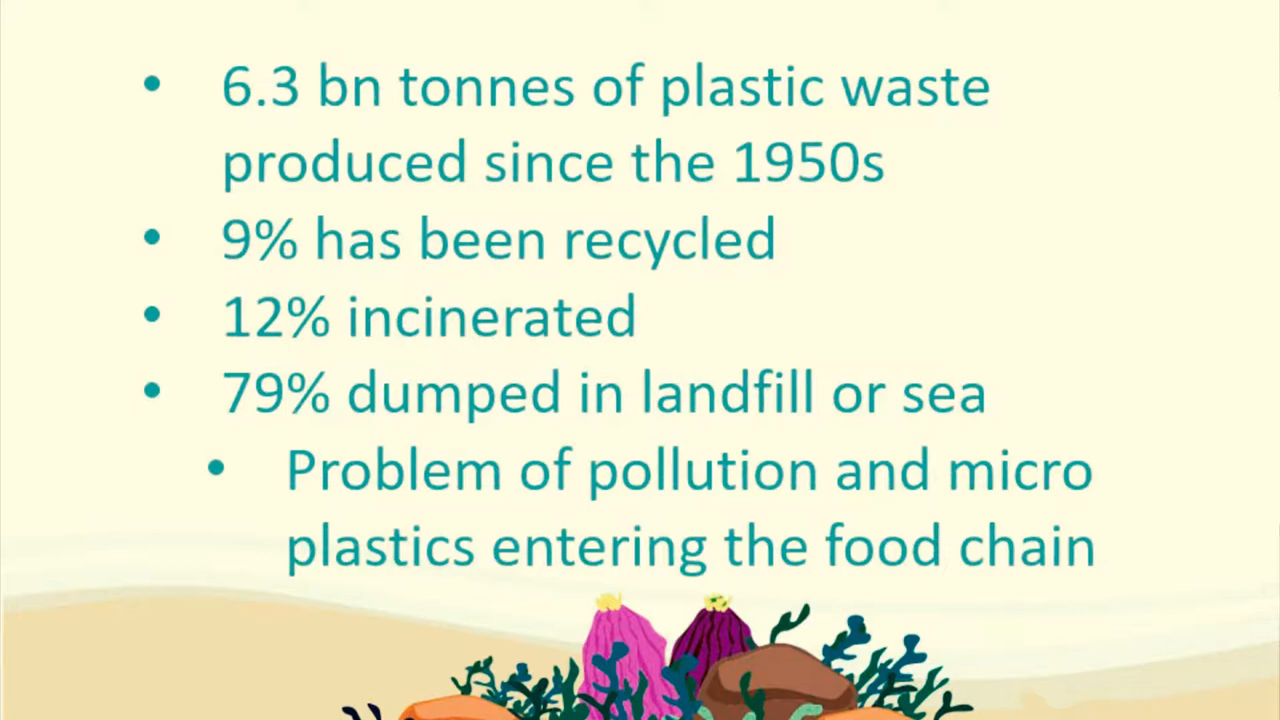 • 6.3 bn tonnes of plastic waste
produced since the 1950s
• 9% has been recycled
• 12% incinerated
• 79% dumped in landfill or sea
• Problem of pollution and micro
plastics entering the food chain